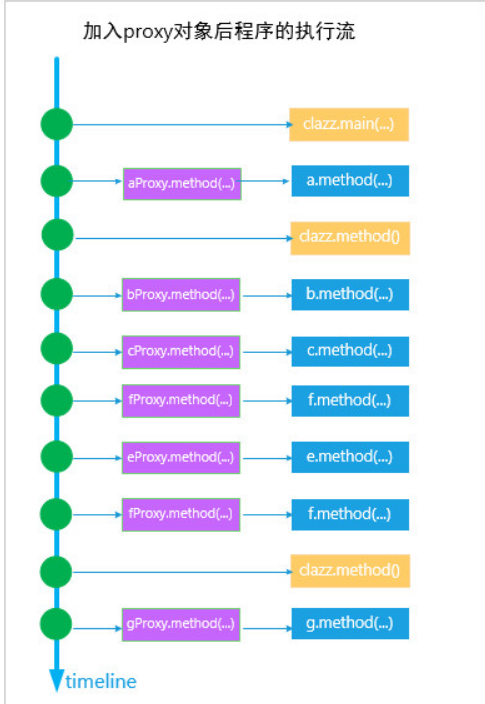 加入proxy对象后程序的执行流
clazz.main(...)
aProxy.method(...) a.method(...)
clazz.method()
bProxy.method(...) b.method(...)
cProxy.method(...) c.method(...)
fProxy.method(...) f.method(...)
eProxy.method(...) e.method(...)
fProxy.method(...) f.method(...)
clazz.method()
gProxy.method(...) g.method(...)
timeline